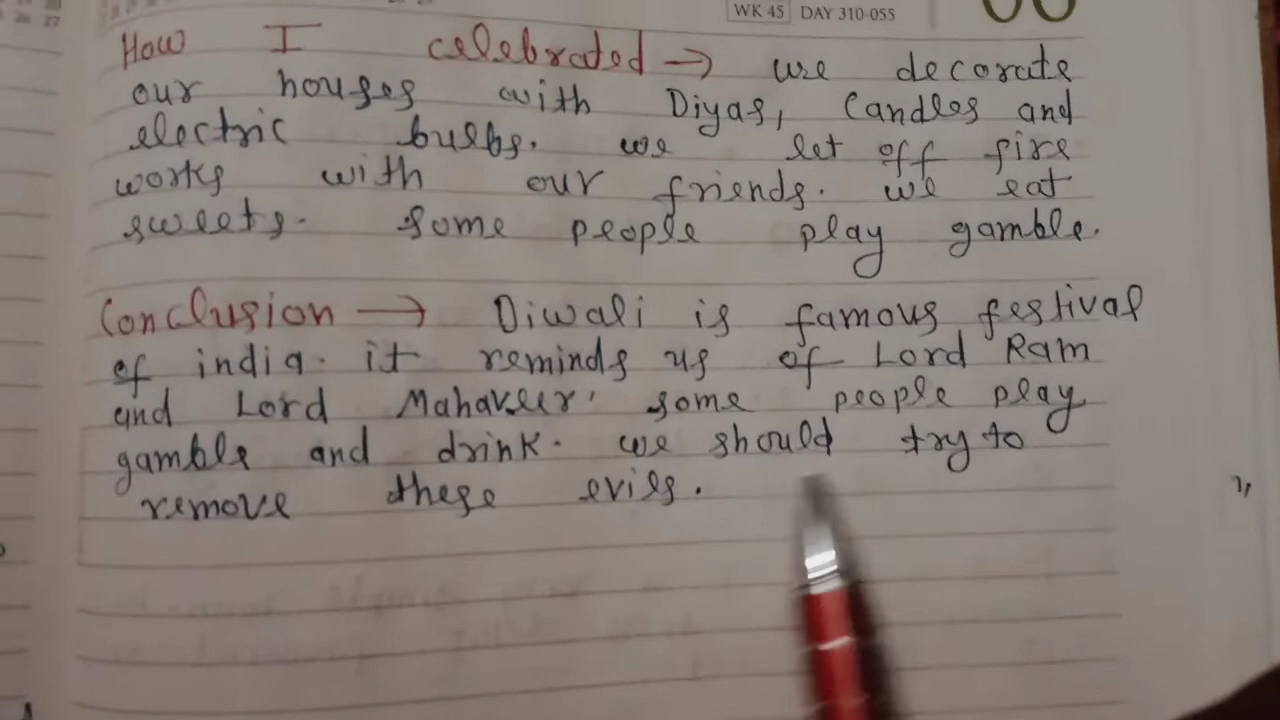 WK 45 DAY 310-055
How I celebrated → we decorate
our houses with Diyas, Candles and
electric bulbs. we let off fire
works with our friends. we eat
sweets. some people play gamble.
Conclusion → Diwali is famous festival
of india. it reminds us of Lord Ram
and Lord Mahaveer. some people play
gamble and drink. we should try to
remove these evils.